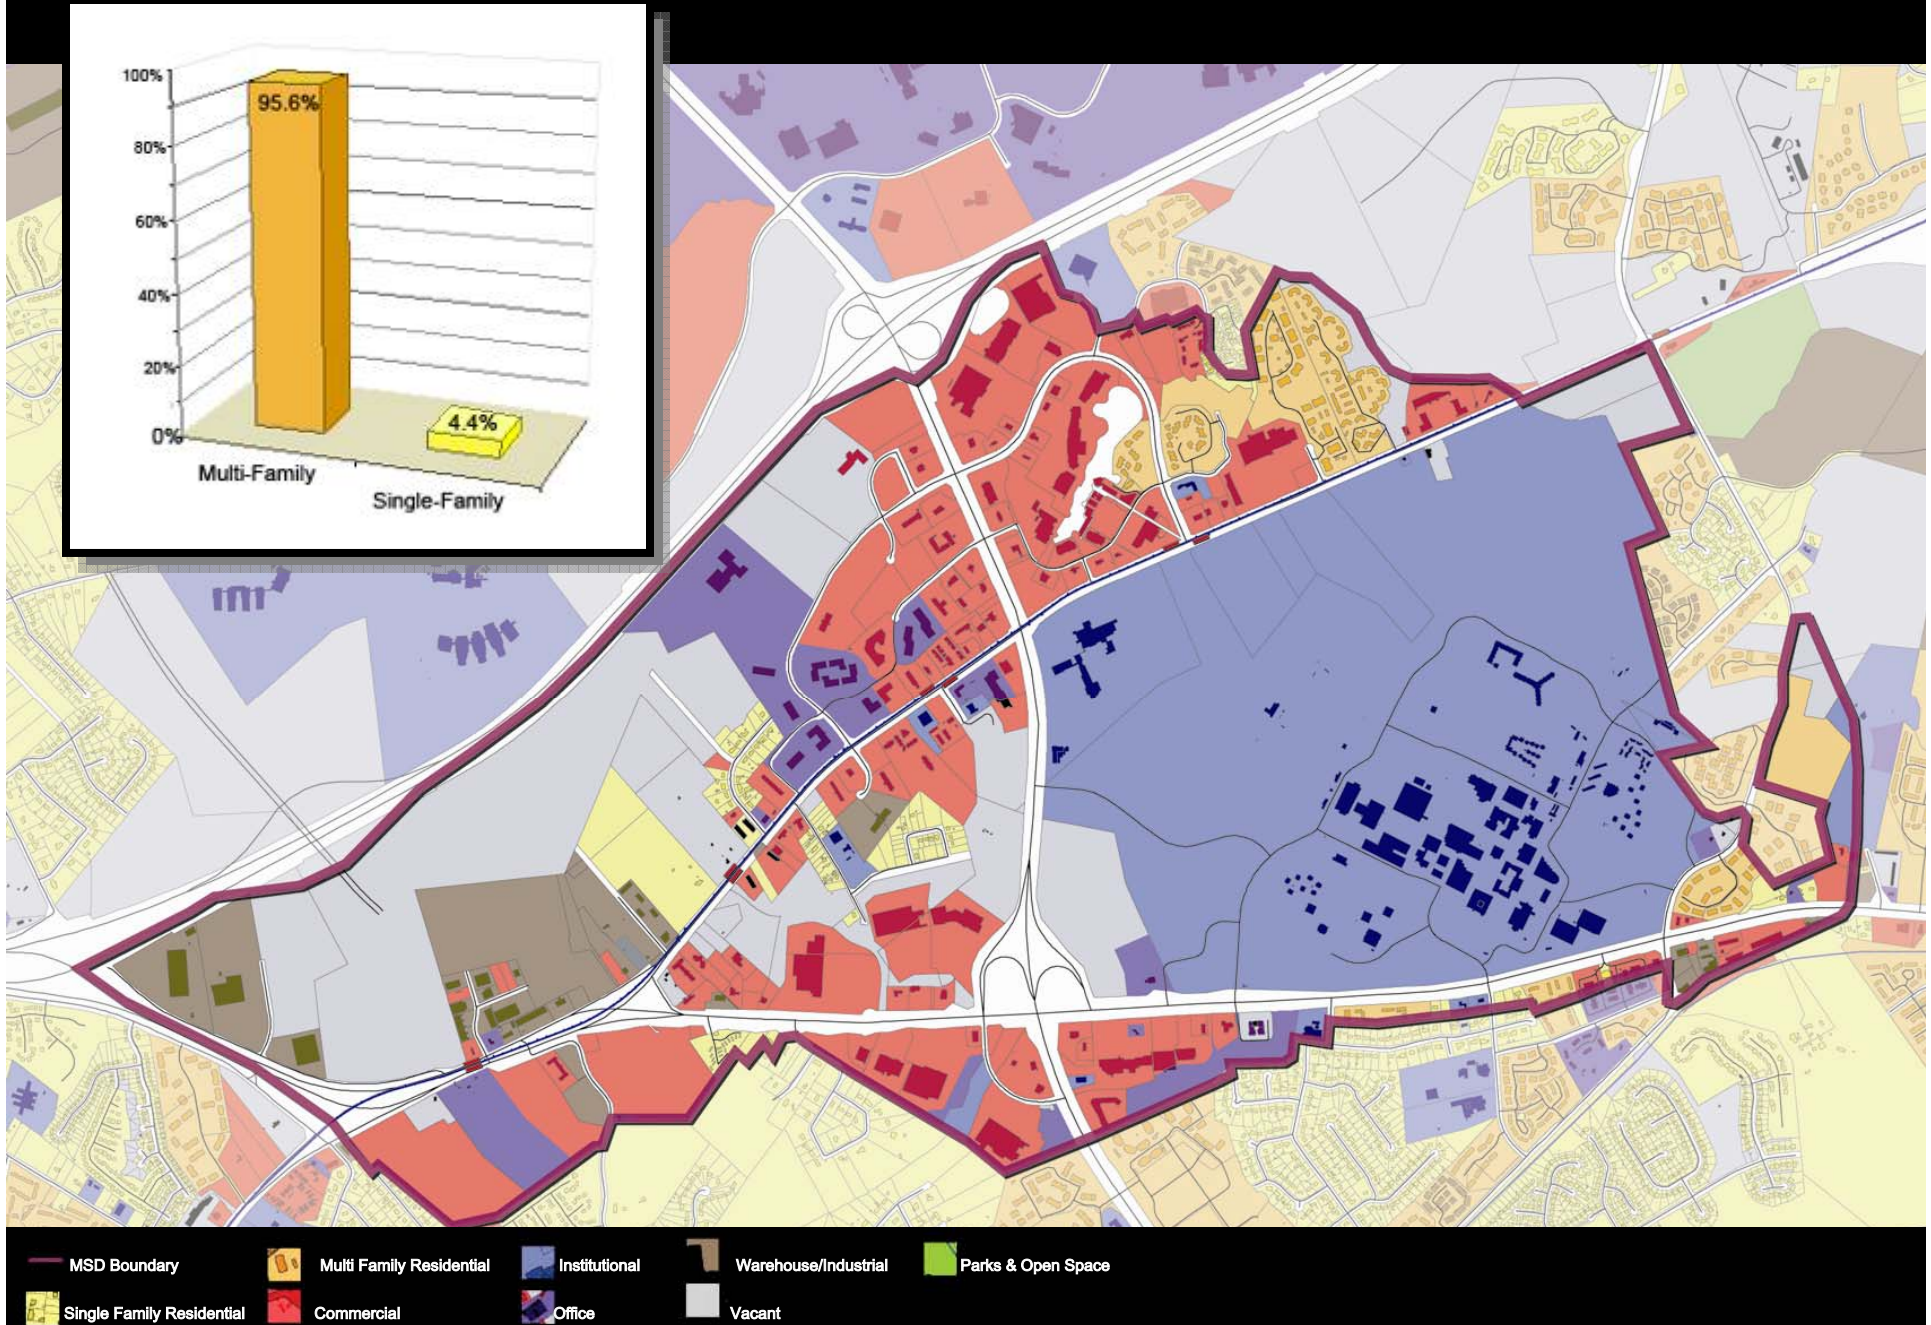 100%
95.6%
80%
60%
40%
20%
4.4%
0%
Multi-Family
Single-Family
MSD Boundary
Multi Family Residential
Institutional
Warehouse/Industrial
Parks & Open Space
Single Family Residential
Commercial
Office
Vacant